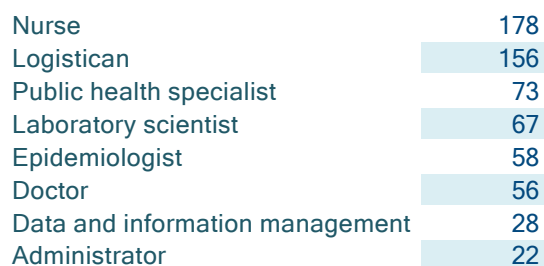 Nurse 178
Logistican 156
Public health specialist 73
Laboratory scientist 67
Epidemiologist 58
Doctor 56
Data and information management 28
Administrator 22